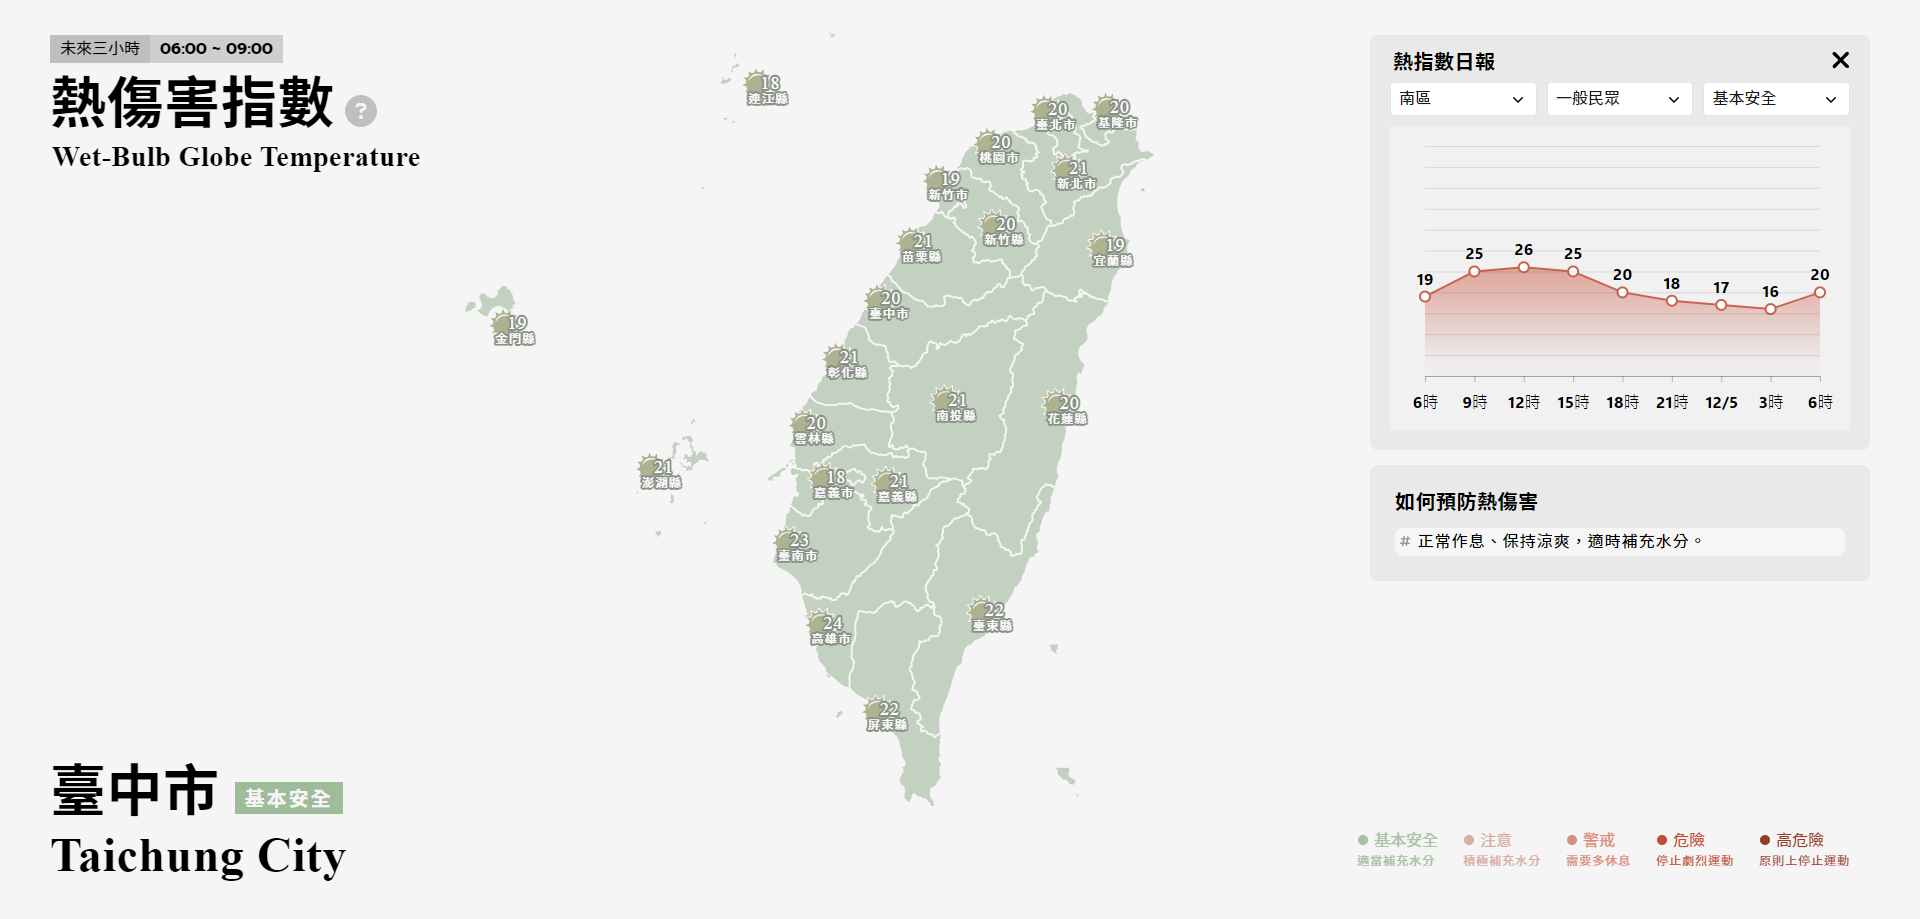 未來三小時 06:00 ~ 09:00
熱傷害指數 ?
Wet-Bulb Globe Temperature
18
連江縣
20
臺北市
20
基隆市
20
桃園市
21
新北市
19
新竹市
20
新竹縣
21
苗栗縣
19
宜蘭縣
20
臺中市
19
金門縣
21
彰化縣
21
南投縣
20
花蓮縣
20
雲林縣
21
澎湖縣
18
嘉義市
21
嘉義縣
23
臺南市
22
臺東縣
24
高雄市
22
屏東縣
臺中市 基本安全
Taichung City
熱指數日報
南區 一般民眾 基本安全
19 25 26 25 20 18 17 16 20
6時 9時 12時 15時 18時 21時 12/5 3時 6時
如何預防熱傷害
# 正常作息、保持涼爽，適時補充水分。
基本安全 注意 警戒 危險 高危險
適當補充水分 積極補充水分 需要多休息 停止劇烈運動 原則上停止運動